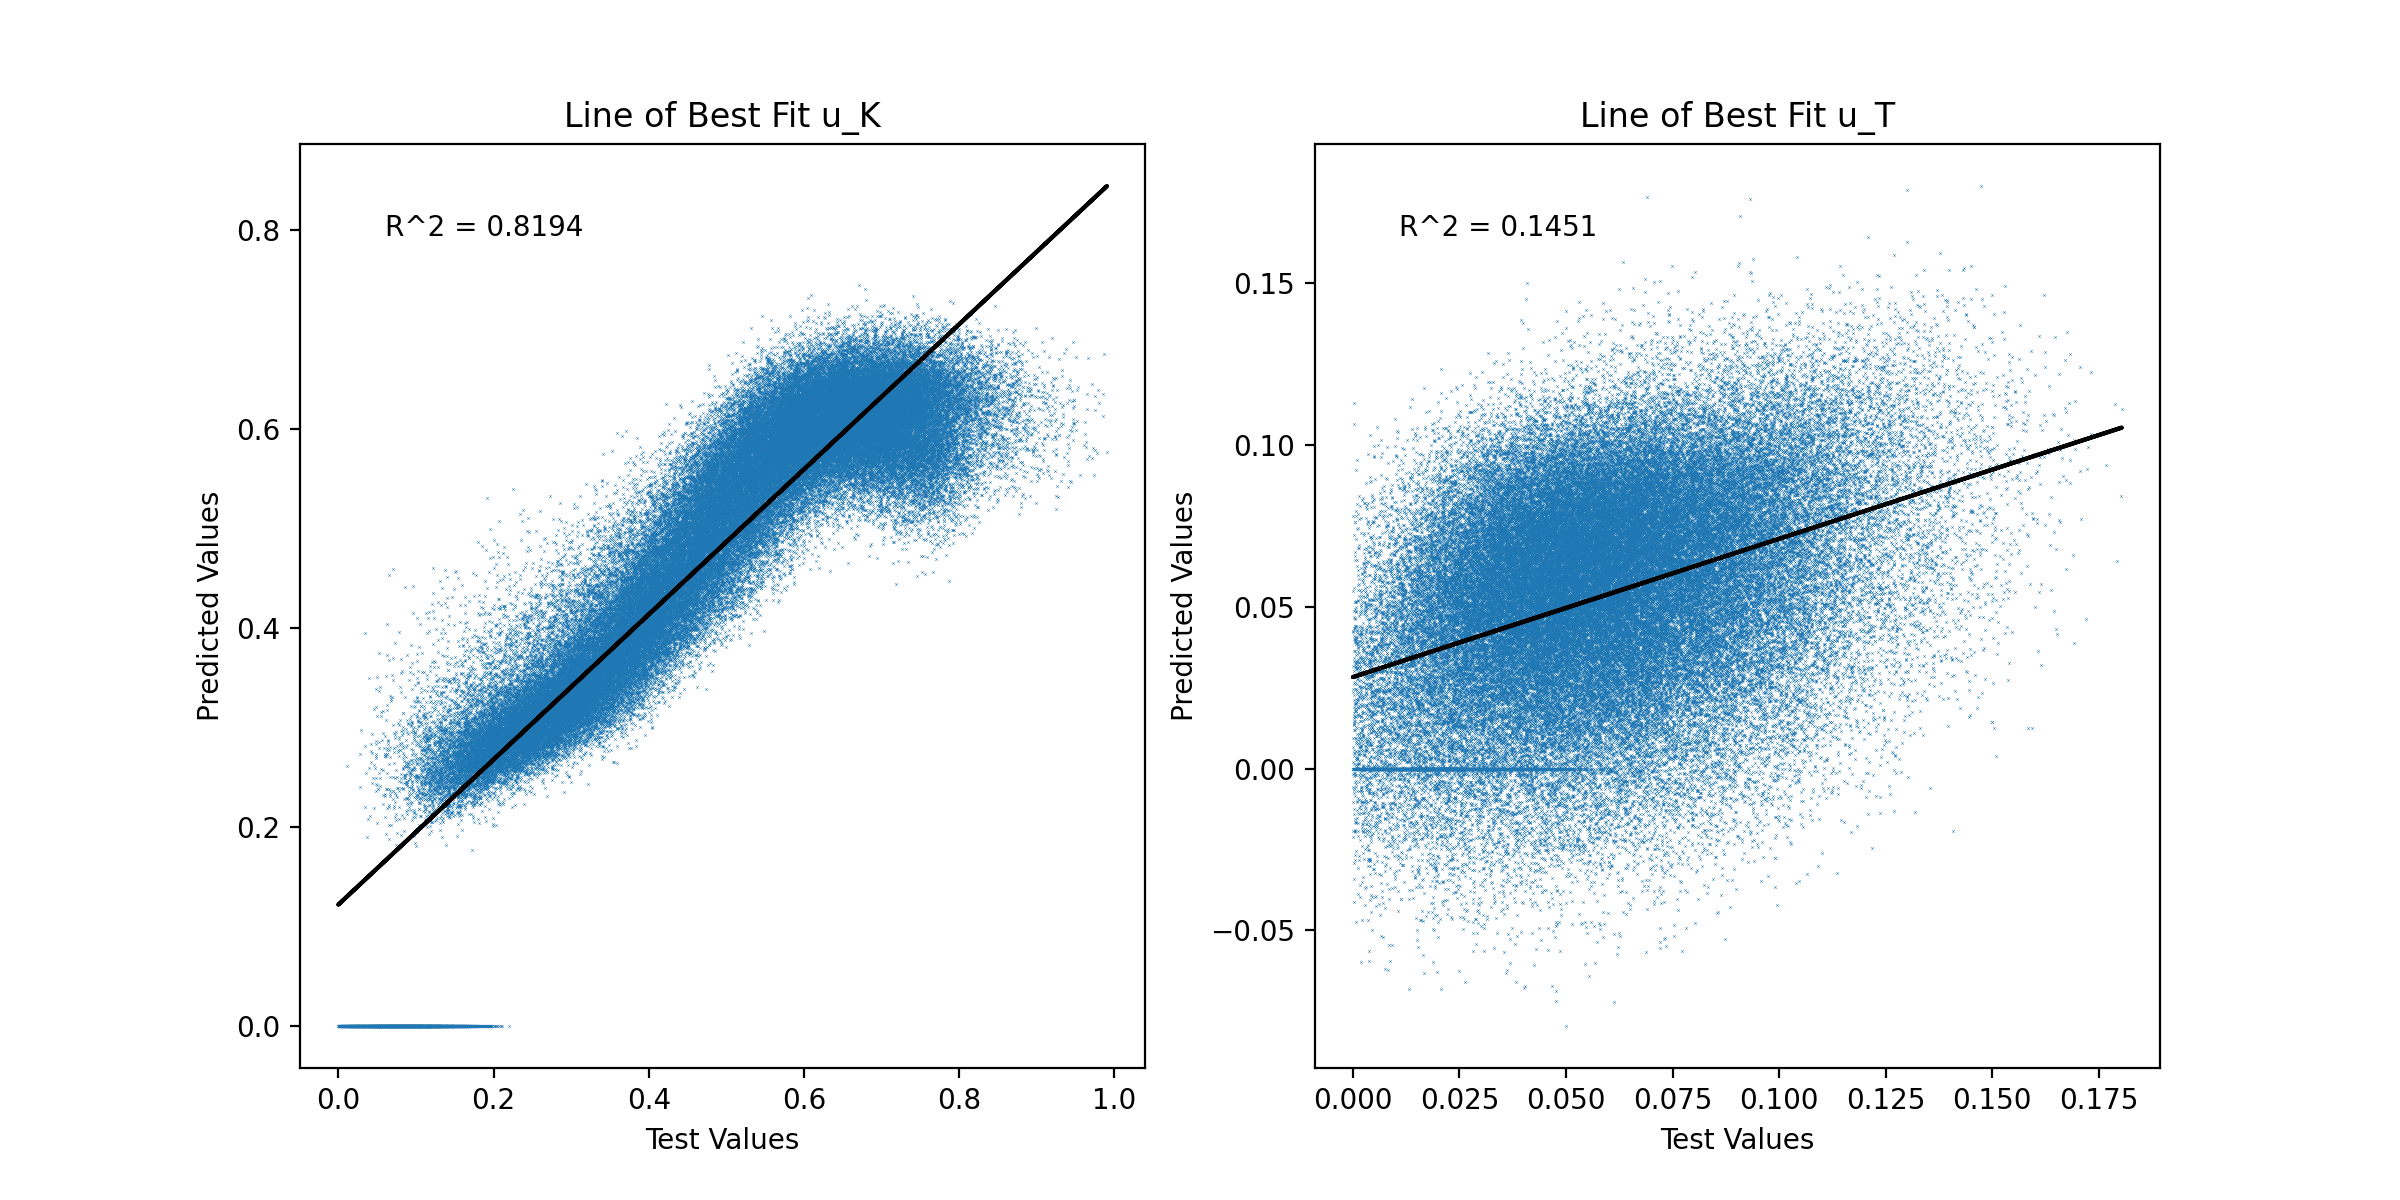 Line of Best Fit u_K
R^2 = 0.8194
0.8
0.6
0.4
0.2
0.0
Predicted Values
0.0 0.2 0.4 0.6 0.8 1.0
Test Values
Line of Best Fit u_T
R^2 = 0.1451
0.15
0.10
0.05
0.00
−0.05
Predicted Values
0.000 0.025 0.050 0.075 0.100 0.125 0.150 0.175
Test Values